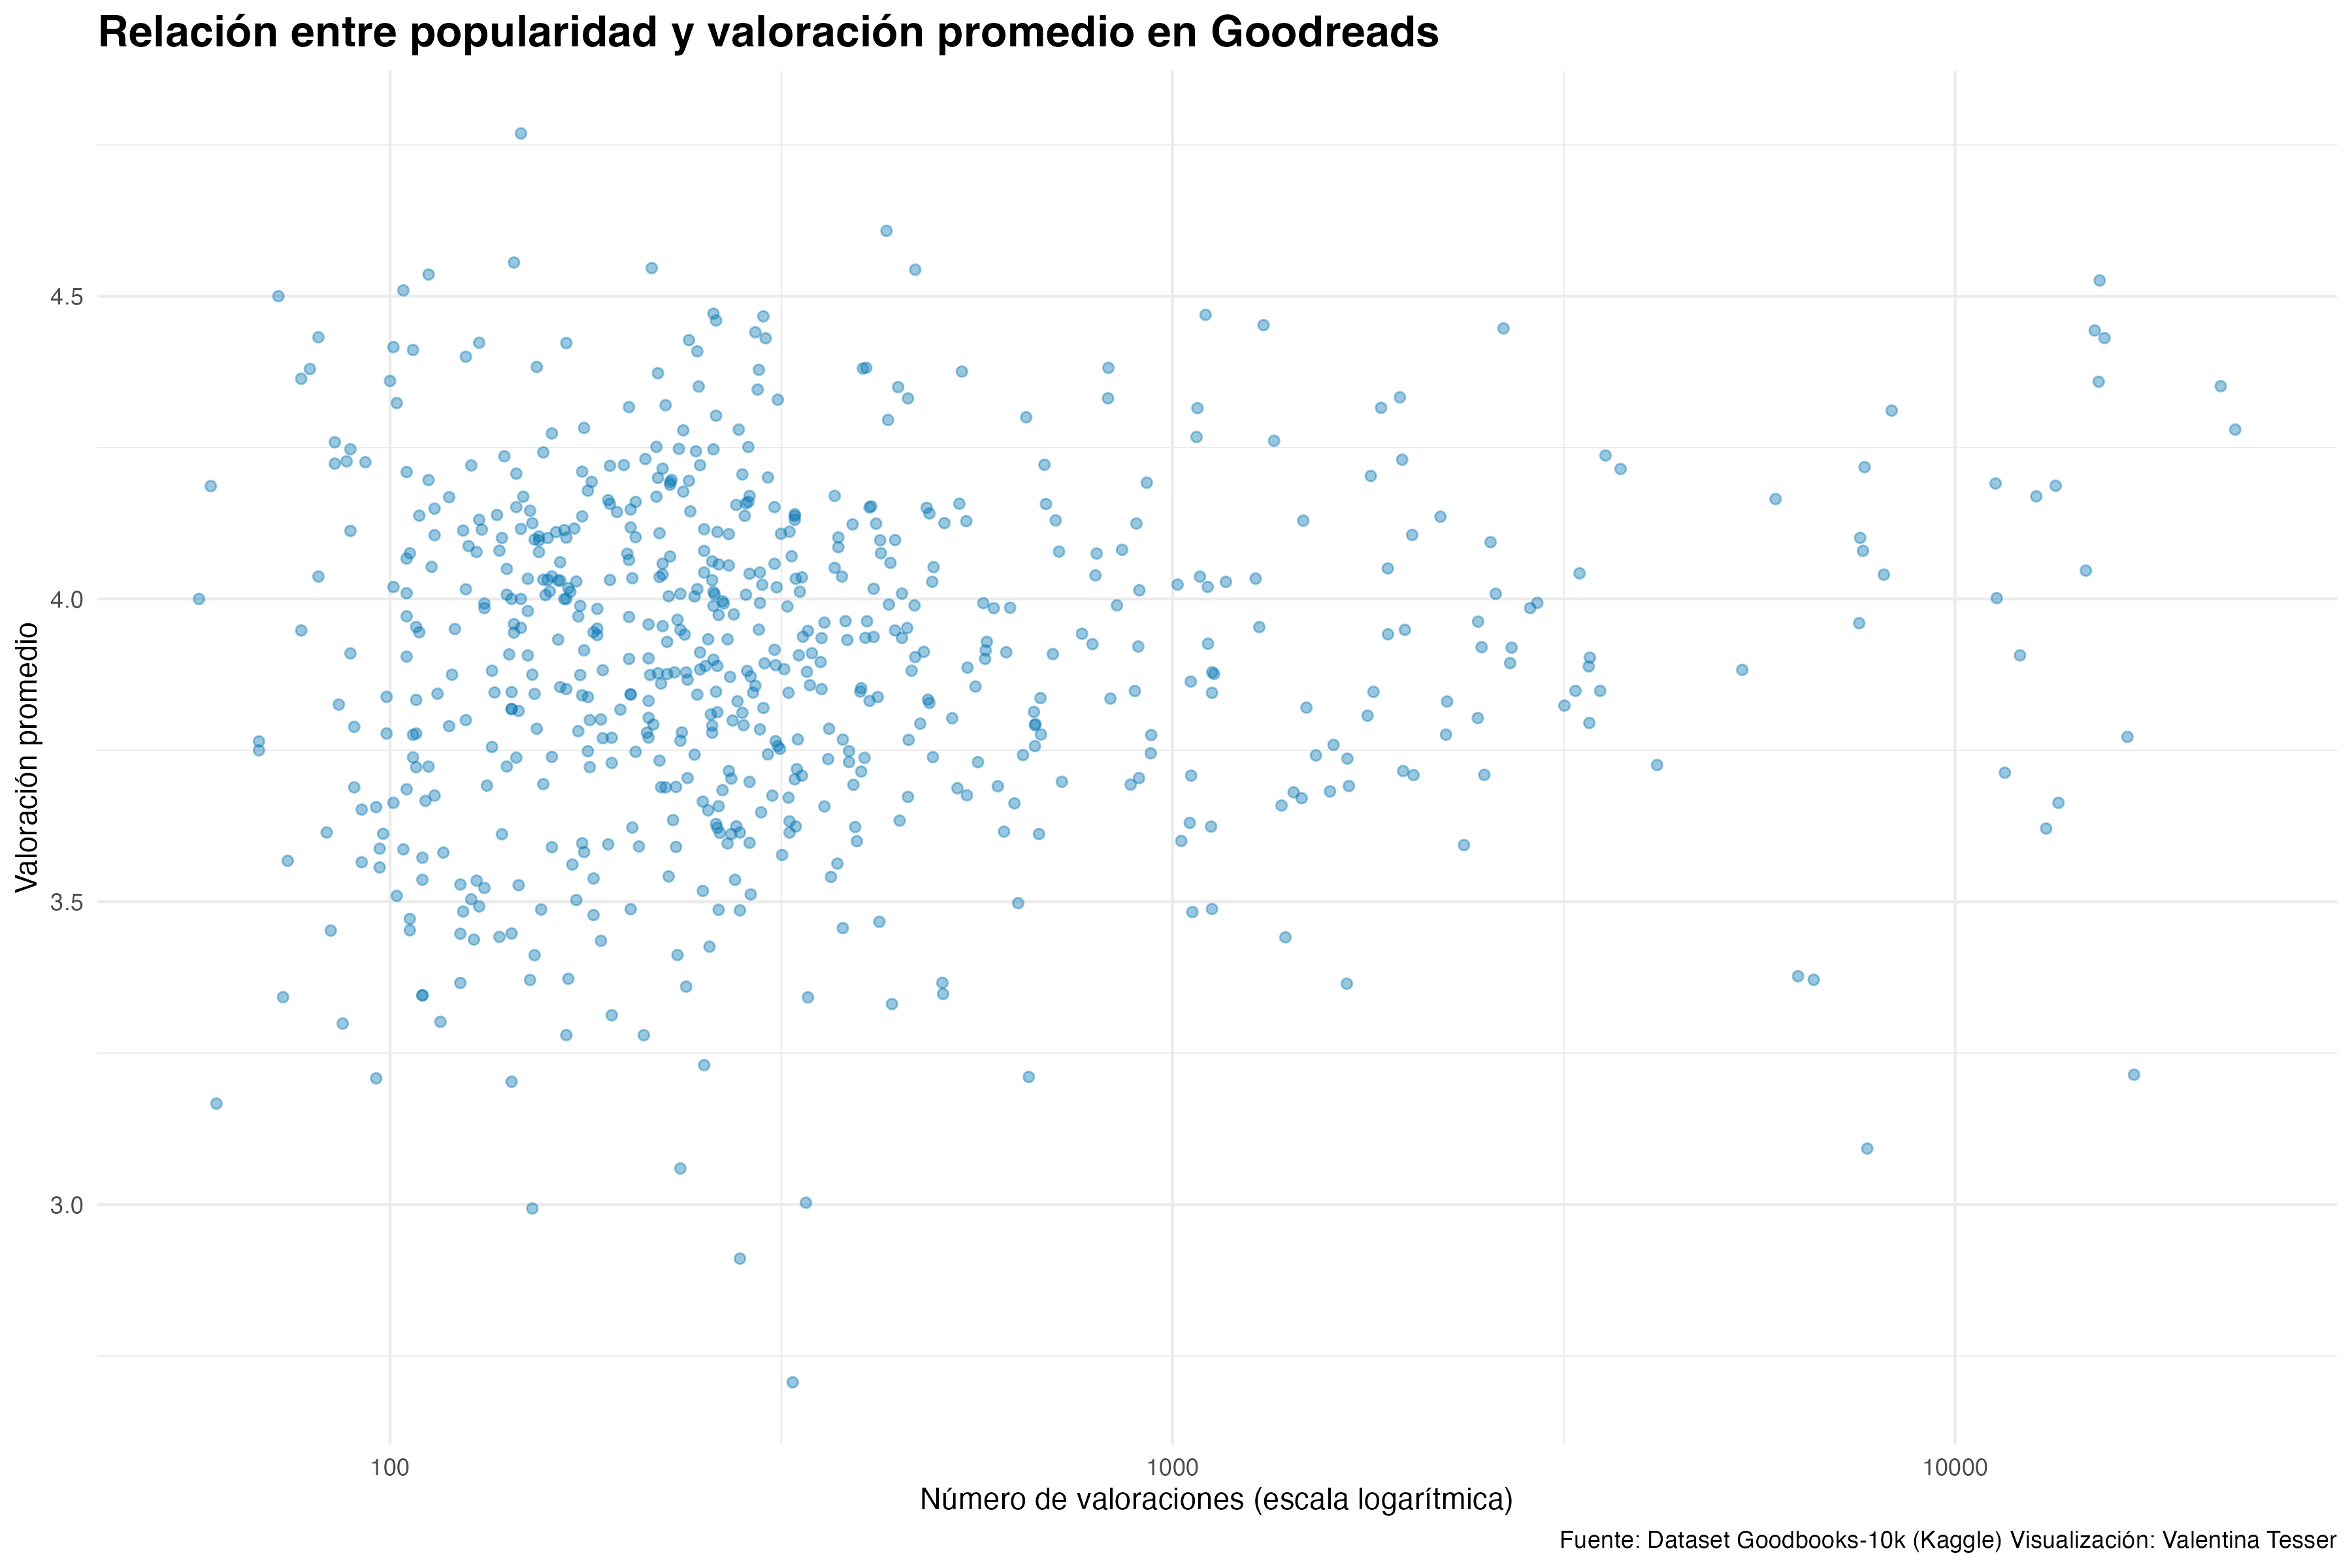 Relación entre popularidad y valoración promedio en Goodreads
Valoración promedio
4.5
4.0
3.5
3.0
100
1000
10000
Número de valoraciones (escala logarítmica)
Fuente: Dataset Goodbooks-10k (Kaggle) Visualización: Valentina Tesser